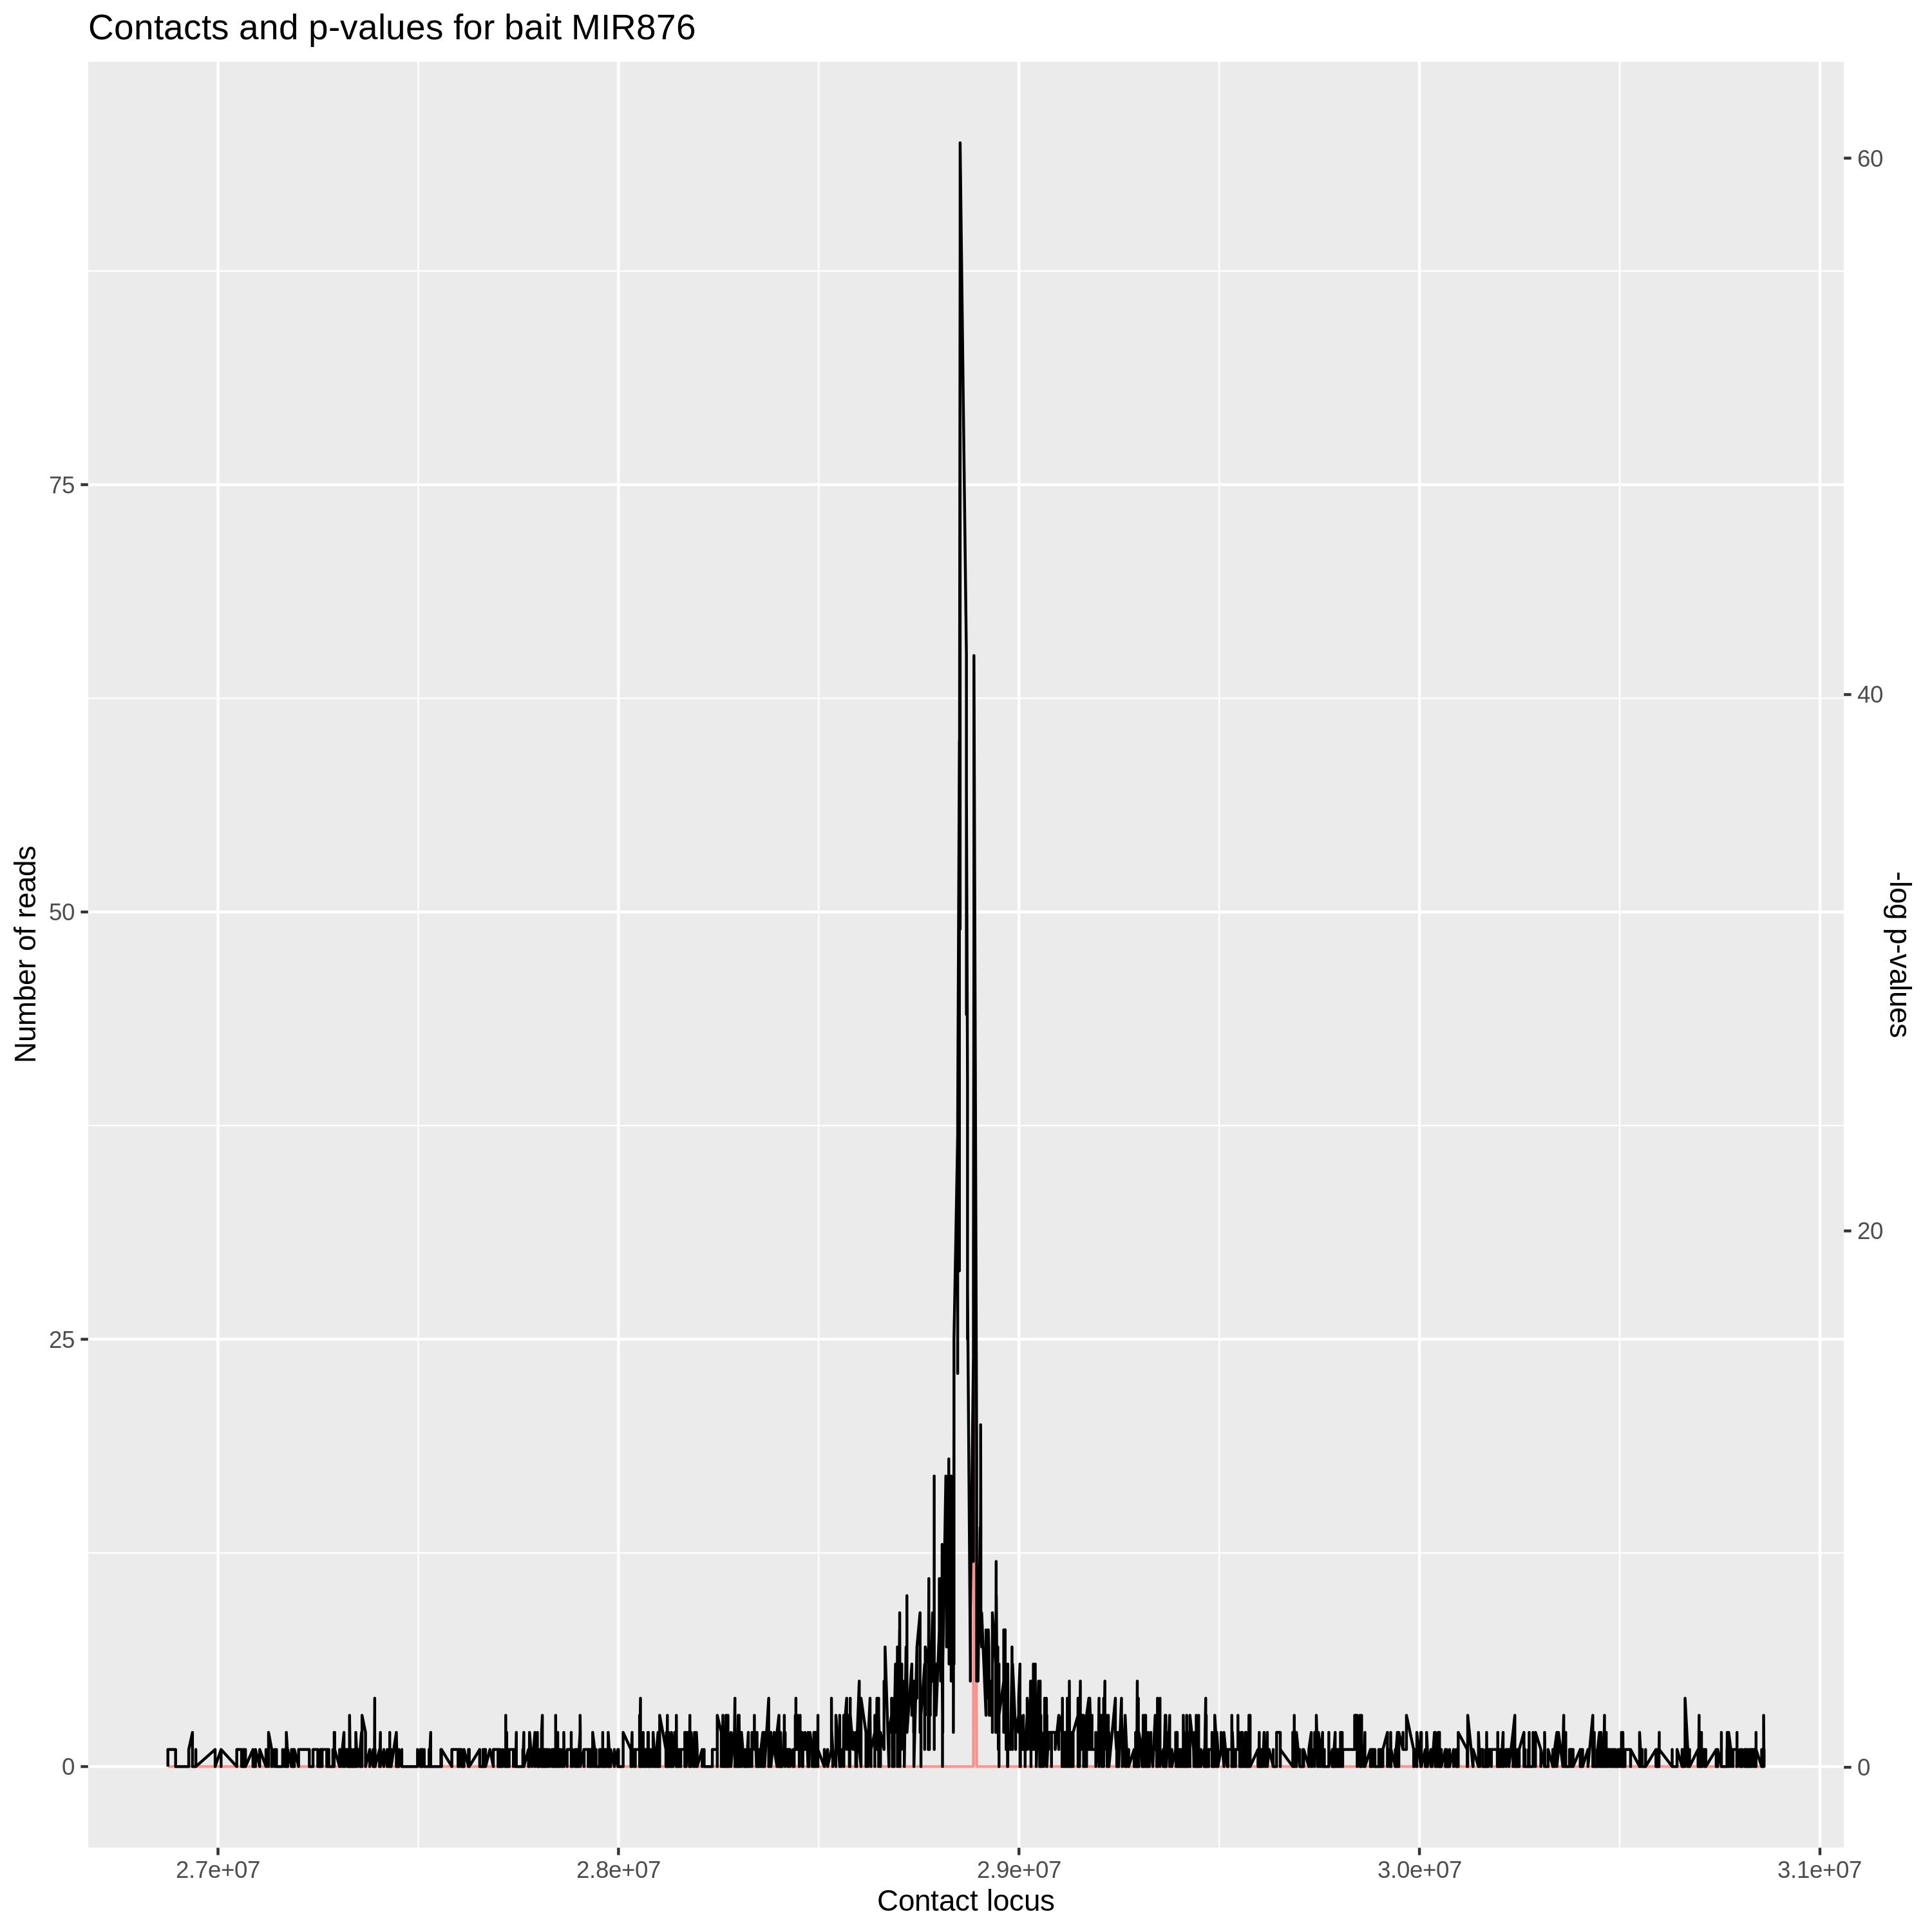 Contacts and p-values for bait MIR876
60
75
40
50
20
25
0
0
Number of reads
-log p-values
2.7e+07
2.8e+07
2.9e+07
3.0e+07
3.1e+07
Contact locus